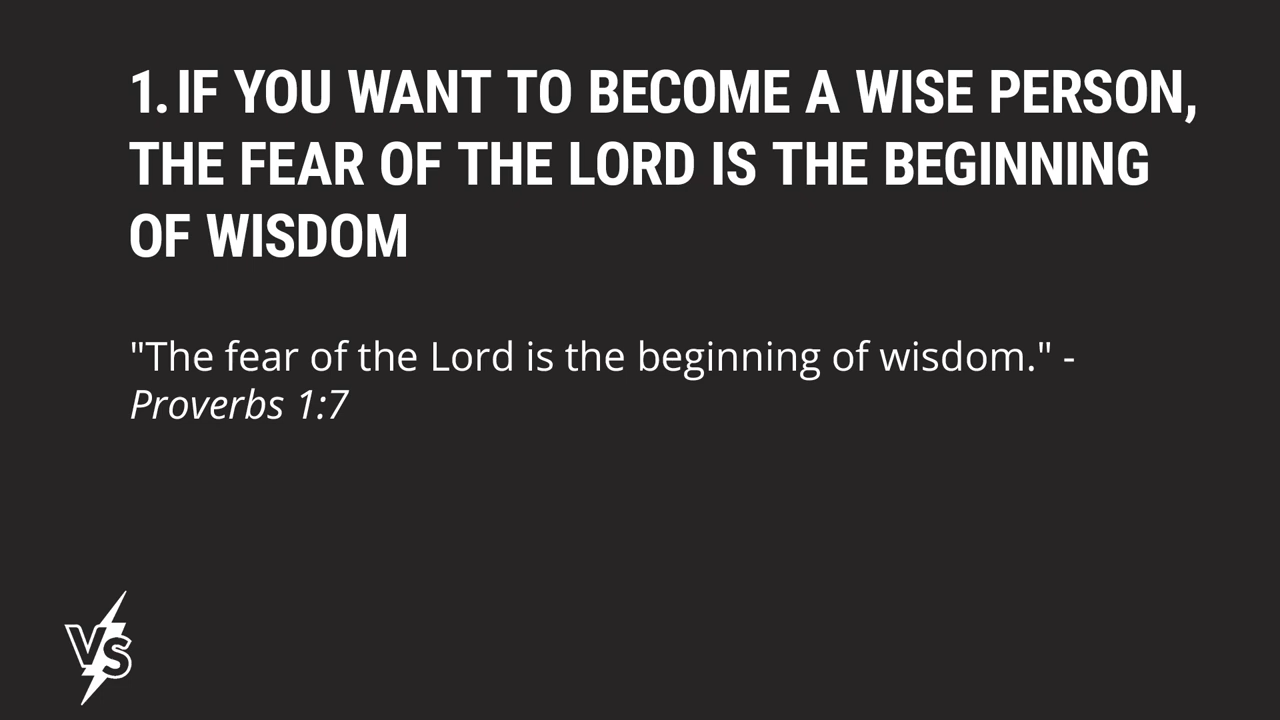 1. IF YOU WANT TO BECOME A WISE PERSON,
THE FEAR OF THE LORD IS THE BEGINNING
OF WISDOM
"The fear of the Lord is the beginning of wisdom." -
Proverbs 1:7
VS